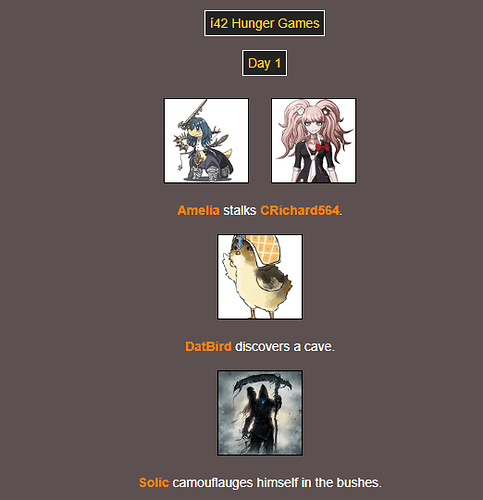 i42 Hunger Games
Day 1
Amelia stalks CRichard564.
DatBird discovers a cave.
Solic camouflauges himself in the bushes.